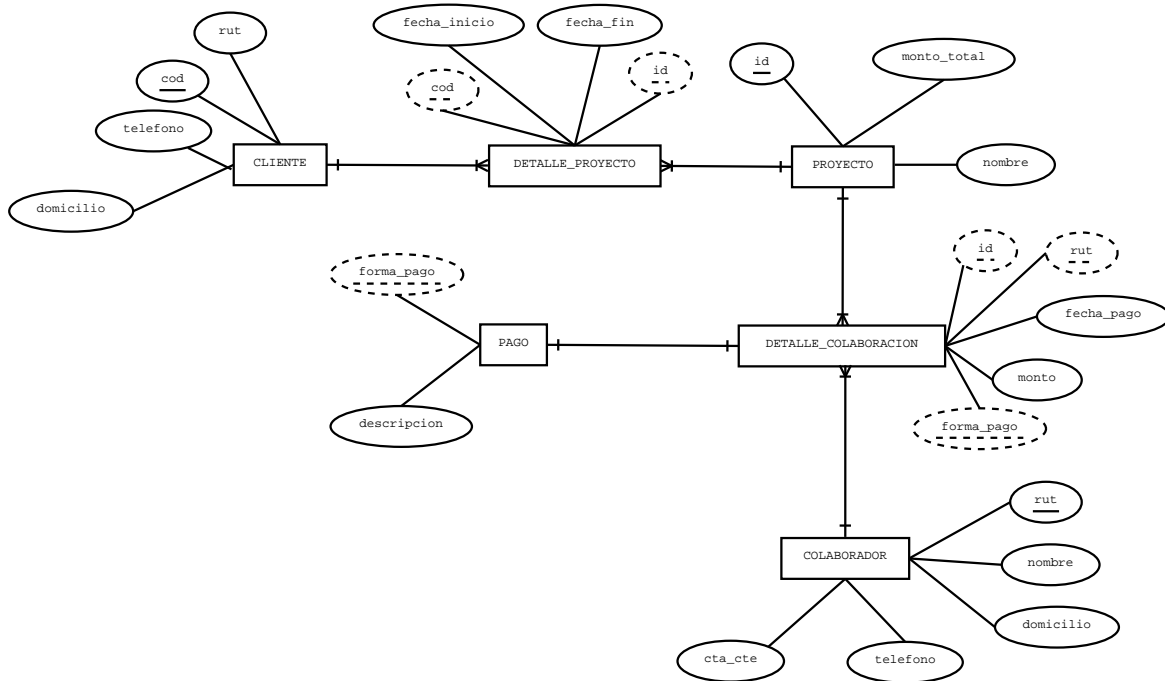 fecha_inicio
fecha_fin
rut
id
monto_total
cod
id
cod
telefono
CLIENTE
DETALLE_PROYECTO
PROYECTO
nombre
domicilio
id
rut
forma_pago
fecha_pago
PAGO
DETALLE_COLABORACION
monto
descripcion
forma_pago
rut
COLABORADOR
nombre
domicilio
cta_cte
telefono